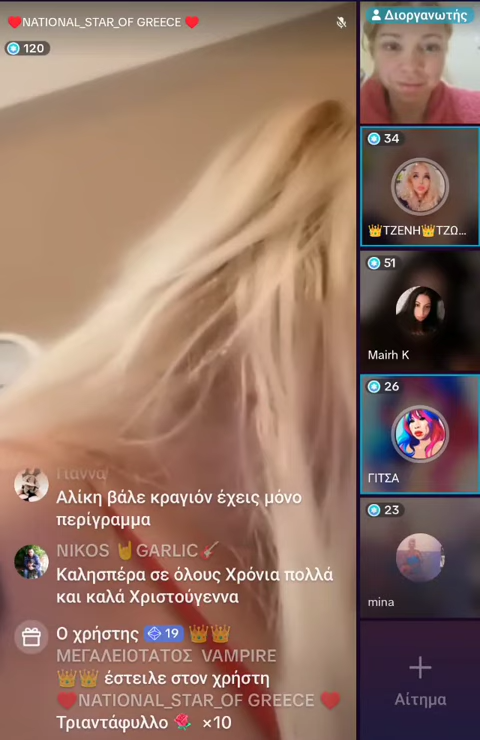 ❤️NATIONAL_STAR_OF GREECE ❤️
120
Διοργανωτής
34
👑ΤΖΕΝΗ👑ΤΖΩ...
51
Mairh K
26
ΓΙΤΣΑ
23
mina
Αίτημα
Γιαννα
Αλίκη βάλε κραγιόν έχεις μόνο
περίγραμμα
NIKOS 🤘GARLIC🎸
Καλησπέρα σε όλους Χρόνια πολλά
και καλά Χριστούγεννα
Ο χρήστης 19 👑👑
ΜΕΓΑΛΕΙΟΤΑΤΟΣ VAMPIRE
👑👑 έστειλε στον χρήστη
❤️NATIONAL_STAR_OF GREECE ❤️
Τριαντάφυλλο 🌹 ×10